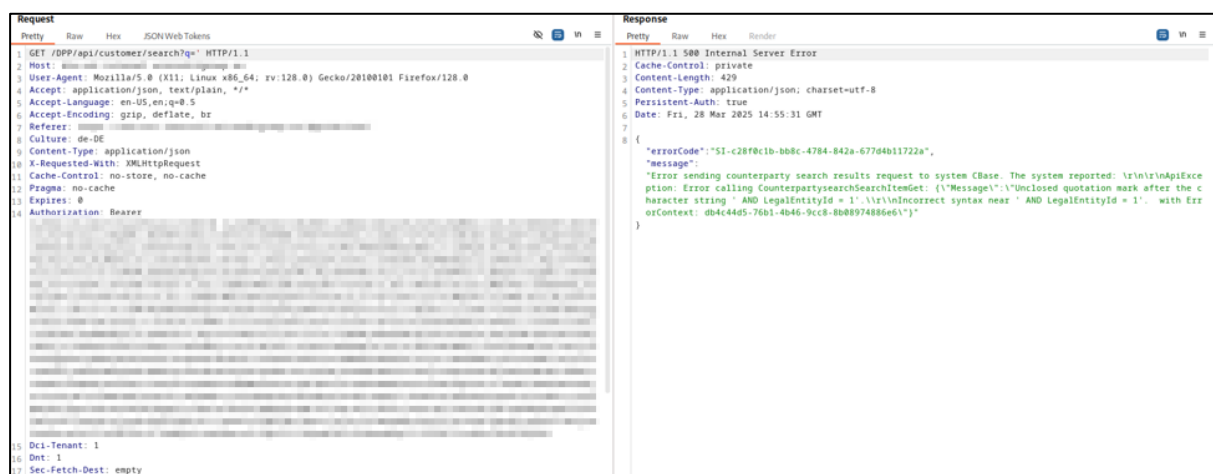 Request
Pretty Raw Hex JSON Web Tokens \n
1 GET /DPP/api/customer/search?q=' HTTP/1.1
2 Host:
3 User-Agent: Mozilla/5.0 (X11; Linux x86_64; rv:128.0) Gecko/20100101 Firefox/128.0
4 Accept: application/json, text/plain, */*
5 Accept-Language: en-US,en;q=0.5
6 Accept-Encoding: gzip, deflate, br
7 Referer:
8 Culture: de-DE
9 Content-Type: application/json
10 X-Requested-With: XMLHttpRequest
11 Cache-Control: no-store, no-cache
12 Pragma: no-cache
13 Expires: 0
14 Authorization: Bearer
15 Dci-Tenant: 1
16 Dnt: 1
17 Sec-Fetch-Dest: empty
Response
Pretty Raw Hex Render \n
1 HTTP/1.1 500 Internal Server Error
2 Cache-Control: private
3 Content-Length: 429
4 Content-Type: application/json; charset=utf-8
5 Persistent-Auth: true
6 Date: Fri, 28 Mar 2025 14:55:31 GMT
7
8 {
"errorCode":"SI-c28f0c1b-bb8c-4784-842a-677d4b11722a",
"message":
"Error sending counterparty search results request to system CBase. The system reported: \r\n\r\nApiExce
ption: Error calling CounterpartysearchSearchItemGet: {\"Message\":\"Unclosed quotation mark after the c
haracter string ' AND LegalEntityId = 1'.\\r\\nIncorrect syntax near ' AND LegalEntityId = 1'.  with Err
orContext: db4c44d5-76b1-4b46-9cc8-8b08974886e6\"}"
}